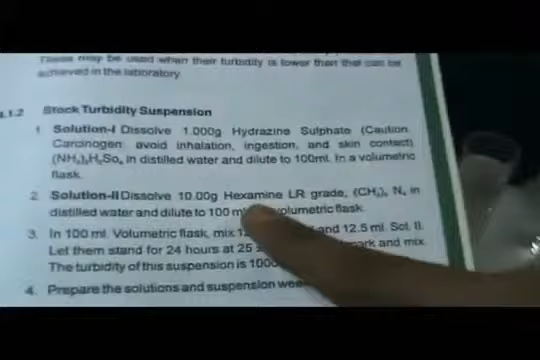 These may be used when their turbidity is lower than that can be
achieved in the laboratory
4.1.2 Stock Turbidity Suspension
1. Solution-I Dissolve 1.000g Hydrazine Sulphate (Caution
Carcinogen avoid inhalation, ingestion, and skin contact)
(NH₂)₂H₂So₄ in distilled water and dilute to 100ml. In a volumetric
flask.
2. Solution-II Dissolve 10.00g Hexamine LR grade, (CH₂)₆ N₄ in
distilled water and dilute to 100 ml volumetric flask.
3. In 100 ml. Volumetric flask, mix and 12.5 ml. Sol. II.
Let them stand for 24 hours at 25 and mix
The turbidity of this suspension is
4. Prepare the solutions and suspension